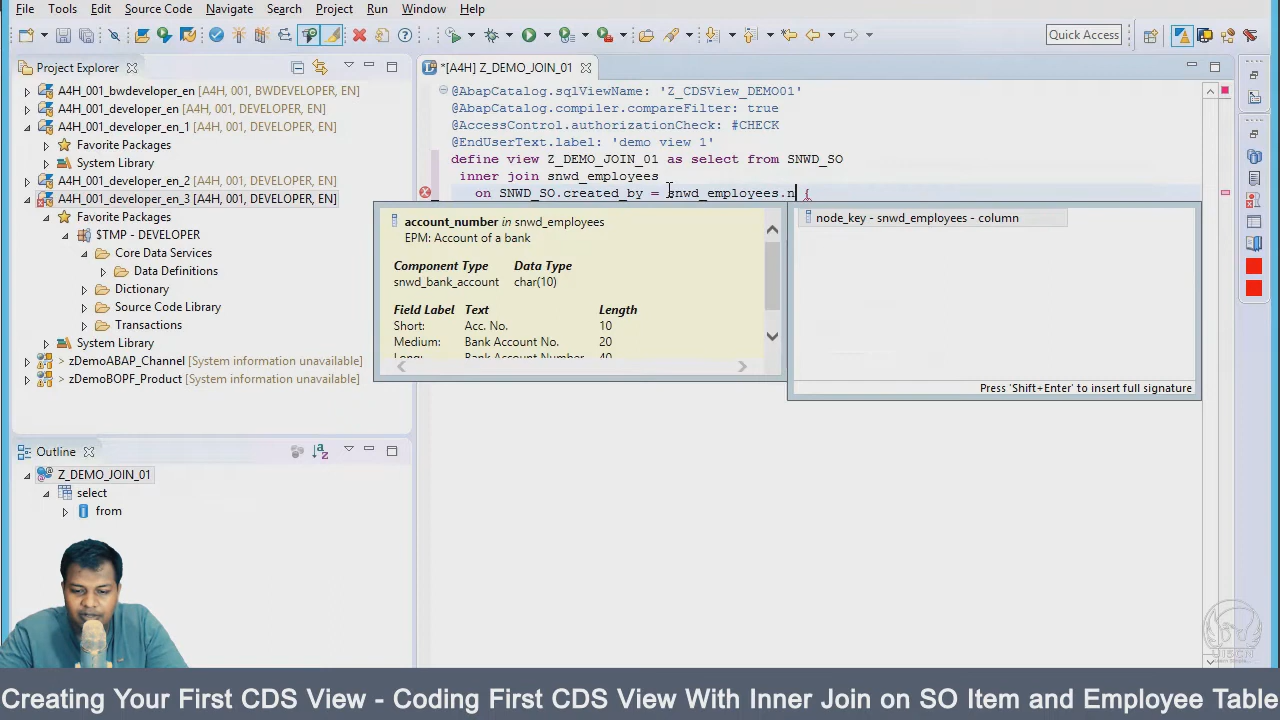 File Tools Edit Source Code Navigate Search Project Run Window Help
Quick Access
Project Explorer
*[A4H] Z_DEMO_JOIN_01
A4H_001_bwdeveloper_en [A4H, 001, BWDEVELOPER, EN]
A4H_001_developer_en [A4H, 001, DEVELOPER, EN]
A4H_001_developer_en_1 [A4H, 001, DEVELOPER, EN]
Favorite Packages
System Library
A4H_001_developer_en_2 [A4H, 001, DEVELOPER, EN]
A4H_001_developer_en_3 [A4H, 001, DEVELOPER, EN]
Favorite Packages
$TMP - DEVELOPER
Core Data Services
Data Definitions
Dictionary
Source Code Library
Transactions
System Library
> zDemoABAP_Channel [System information unavailable]
> zDemoBOPF_Product [System information unavailable]
@AbapCatalog.sqlViewName: 'Z_CDSView_DEMO01'
@AbapCatalog.compiler.compareFilter: true
@AccessControl.authorizationCheck: #CHECK
@EndUserText.label: 'demo view 1'
define view Z_DEMO_JOIN_01 as select from SNWD_SO
inner join snwd_employees
on SNWD_SO.created_by = snwd_employees.n {
account_number in snwd_employees
EPM: Account of a bank
Component Type Data Type
snwd_bank_account char(10)
Field Label Text Length
Short: Acc. No. 10
Medium: Bank Account No. 20
Long: Bank Account Number 40
node_key - snwd_employees - column
Press 'Shift+Enter' to insert full signature
Outline
Z_DEMO_JOIN_01
select
from
Creating Your First CDS View - Coding First CDS View With Inner Join on SO Item and Employee Table